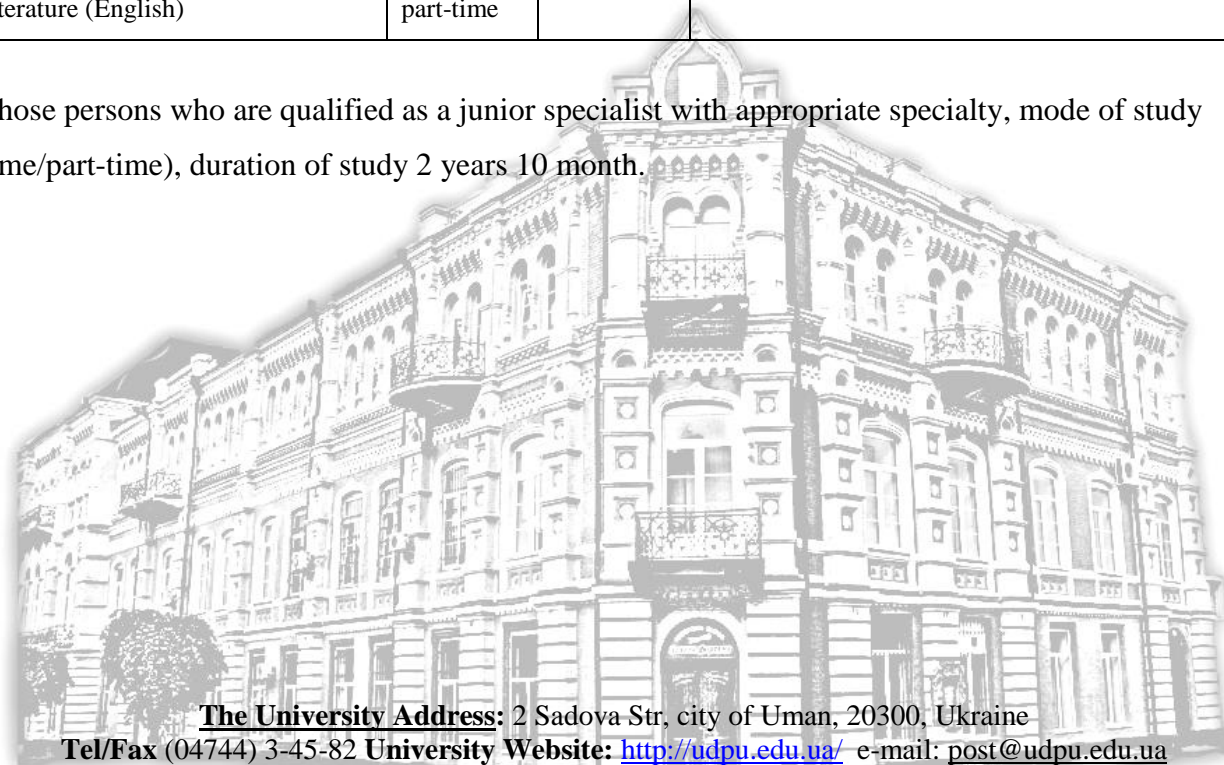 terature (English) part-time
hose persons who are qualified as a junior specialist with appropriate specialty, mode of study
me/part-time), duration of study 2 years 10 month.
The University Address: 2 Sadova Str, city of Uman, 20300, Ukraine
Tel/Fax (04744) 3-45-82 University Website: http://udpu.edu.ua/ e-mail: post@udpu.edu.ua